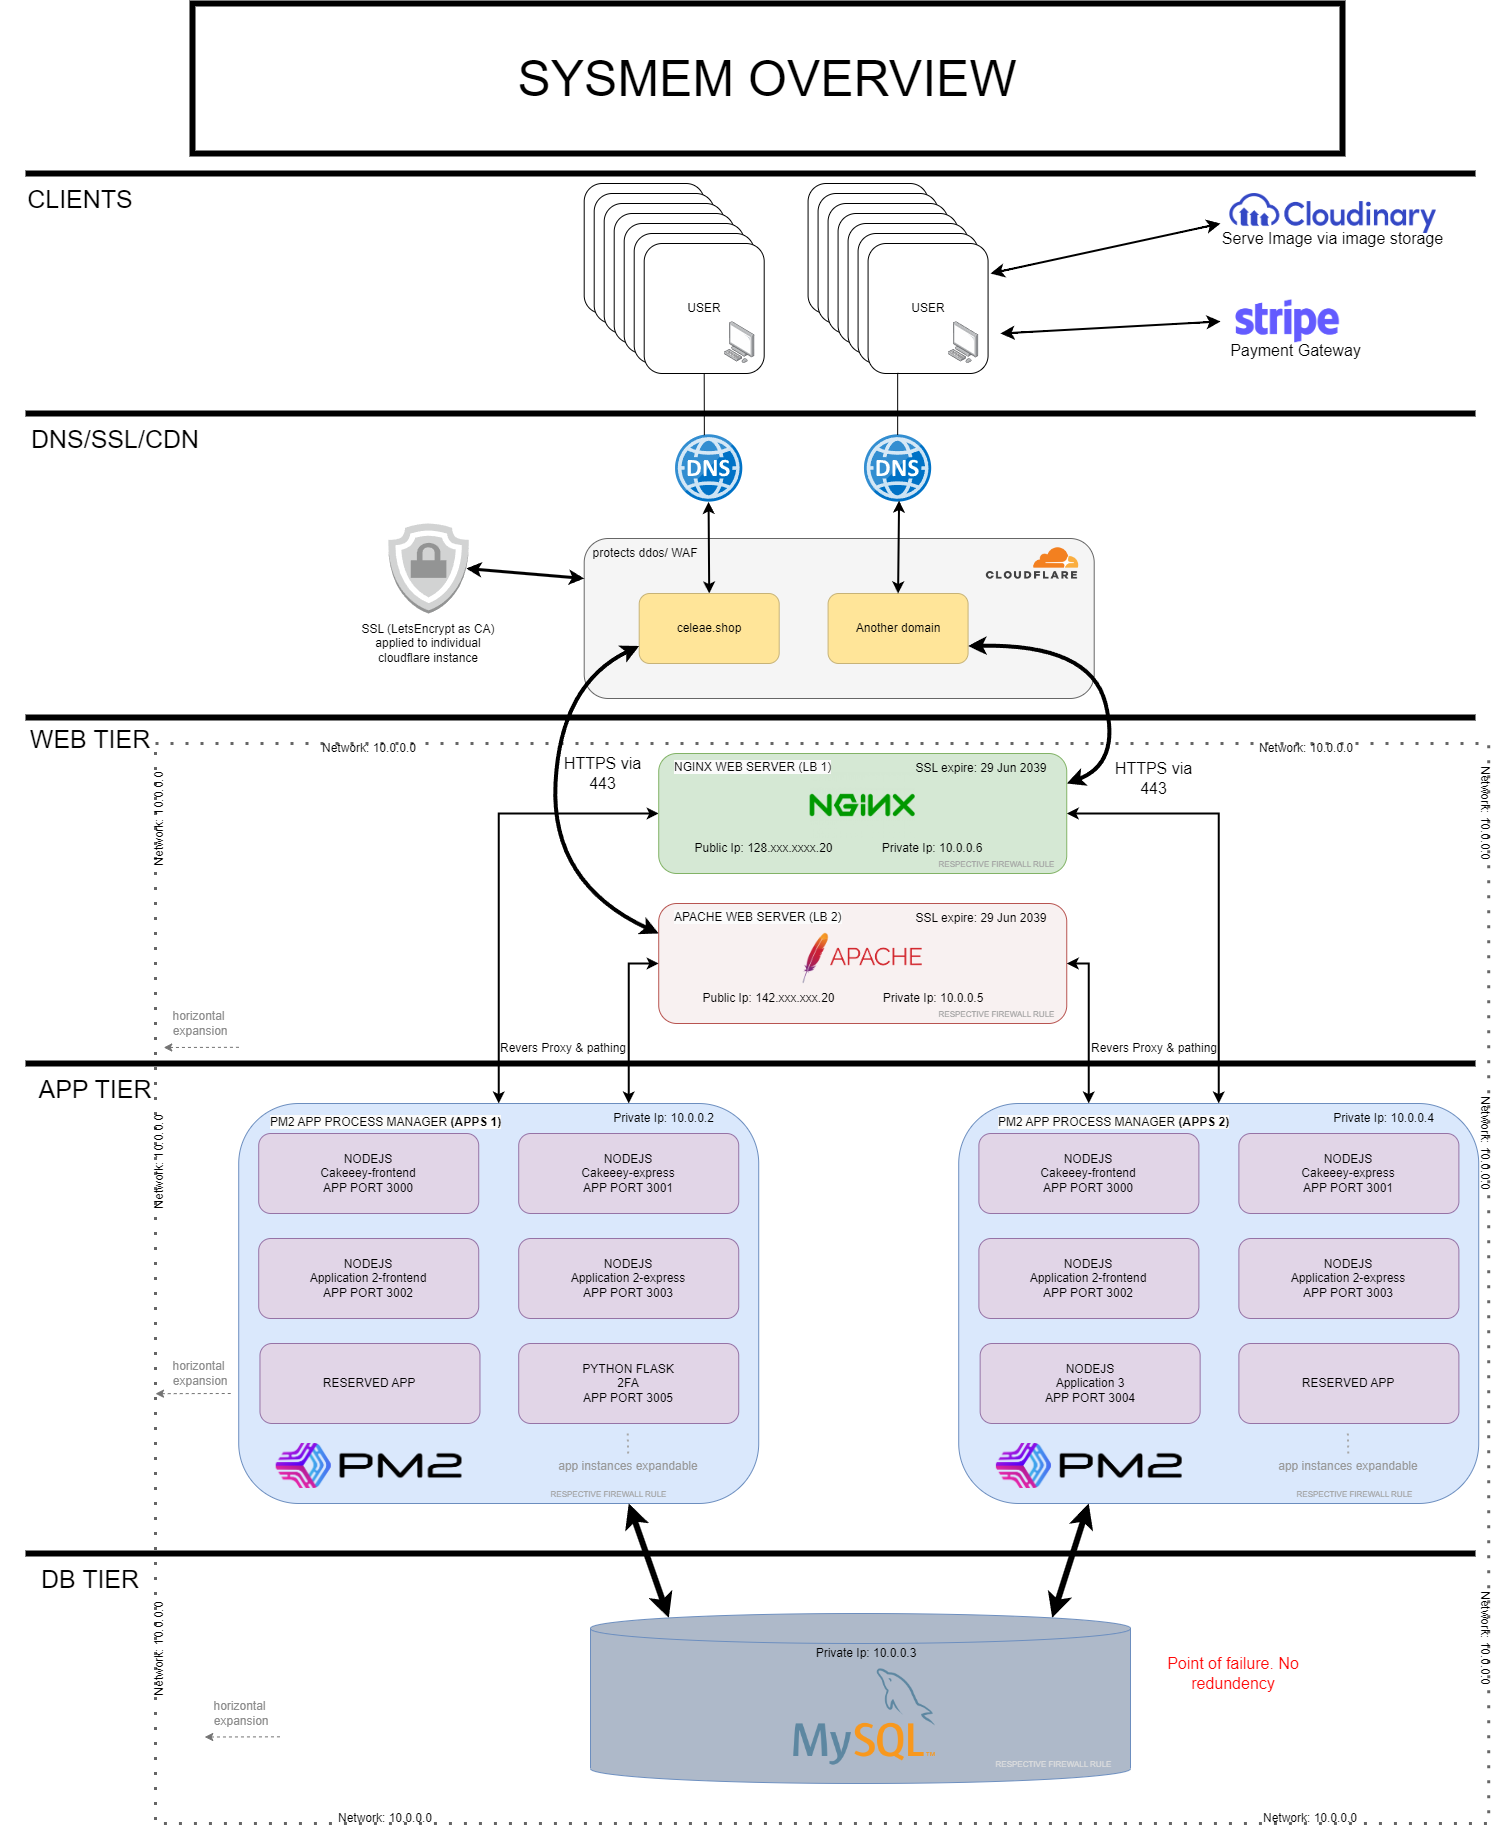 SYSMEM OVERVIEW
CLIENTS
USER
USER
Cloudinary
Serve Image via image storage
stripe
Payment Gateway
DNS/SSL/CDN
DNS
DNS
protects ddos/ WAF
CLOUDFLARE
SSL (LetsEncrypt as CA)
applied to individual
cloudflare instance
celeae.shop
Another domain
WEB TIER
Network: 10.0.0.0
Network: 10.0.0.0
Network: 10.0.0.0
Network: 10.0.0.0
HTTPS via
443
NGINX WEB SERVER (LB 1)
SSL expire: 29 Jun 2039
NGINX
Public Ip: 128.xxx.xxxx.20
Private Ip: 10.0.0.6
RESPECTIVE FIREWALL RULE
HTTPS via
443
APACHE WEB SERVER (LB 2)
SSL expire: 29 Jun 2039
APACHE
Public Ip: 142.xxx.xxx.20
Private Ip: 10.0.0.5
RESPECTIVE FIREWALL RULE
horizontal
expansion
Revers Proxy & pathing
Revers Proxy & pathing
APP TIER
Network: 10.0.0.0
Network: 10.0.0.0
PM2 APP PROCESS MANAGER (APPS 1)
Private Ip: 10.0.0.2
NODEJS
Cakeeey-frontend
APP PORT 3000
NODEJS
Cakeeey-express
APP PORT 3001
NODEJS
Application 2-frontend
APP PORT 3002
NODEJS
Application 2-express
APP PORT 3003
RESERVED APP
PYTHON FLASK
2FA
APP PORT 3005
PM2
app instances expandable
RESPECTIVE FIREWALL RULE
horizontal
expansion
PM2 APP PROCESS MANAGER (APPS 2)
Private Ip: 10.0.0.4
NODEJS
Cakeeey-frontend
APP PORT 3000
NODEJS
Cakeeey-express
APP PORT 3001
NODEJS
Application 2-frontend
APP PORT 3002
NODEJS
Application 2-express
APP PORT 3003
NODEJS
Application 3
APP PORT 3004
RESERVED APP
PM2
app instances expandable
RESPECTIVE FIREWALL RULE
DB TIER
Network: 10.0.0.0
Network: 10.0.0.0
Private Ip: 10.0.0.3
MySQL™
RESPECTIVE FIREWALL RULE
Point of failure. No
redundency
horizontal
expansion
Network: 10.0.0.0
Network: 10.0.0.0